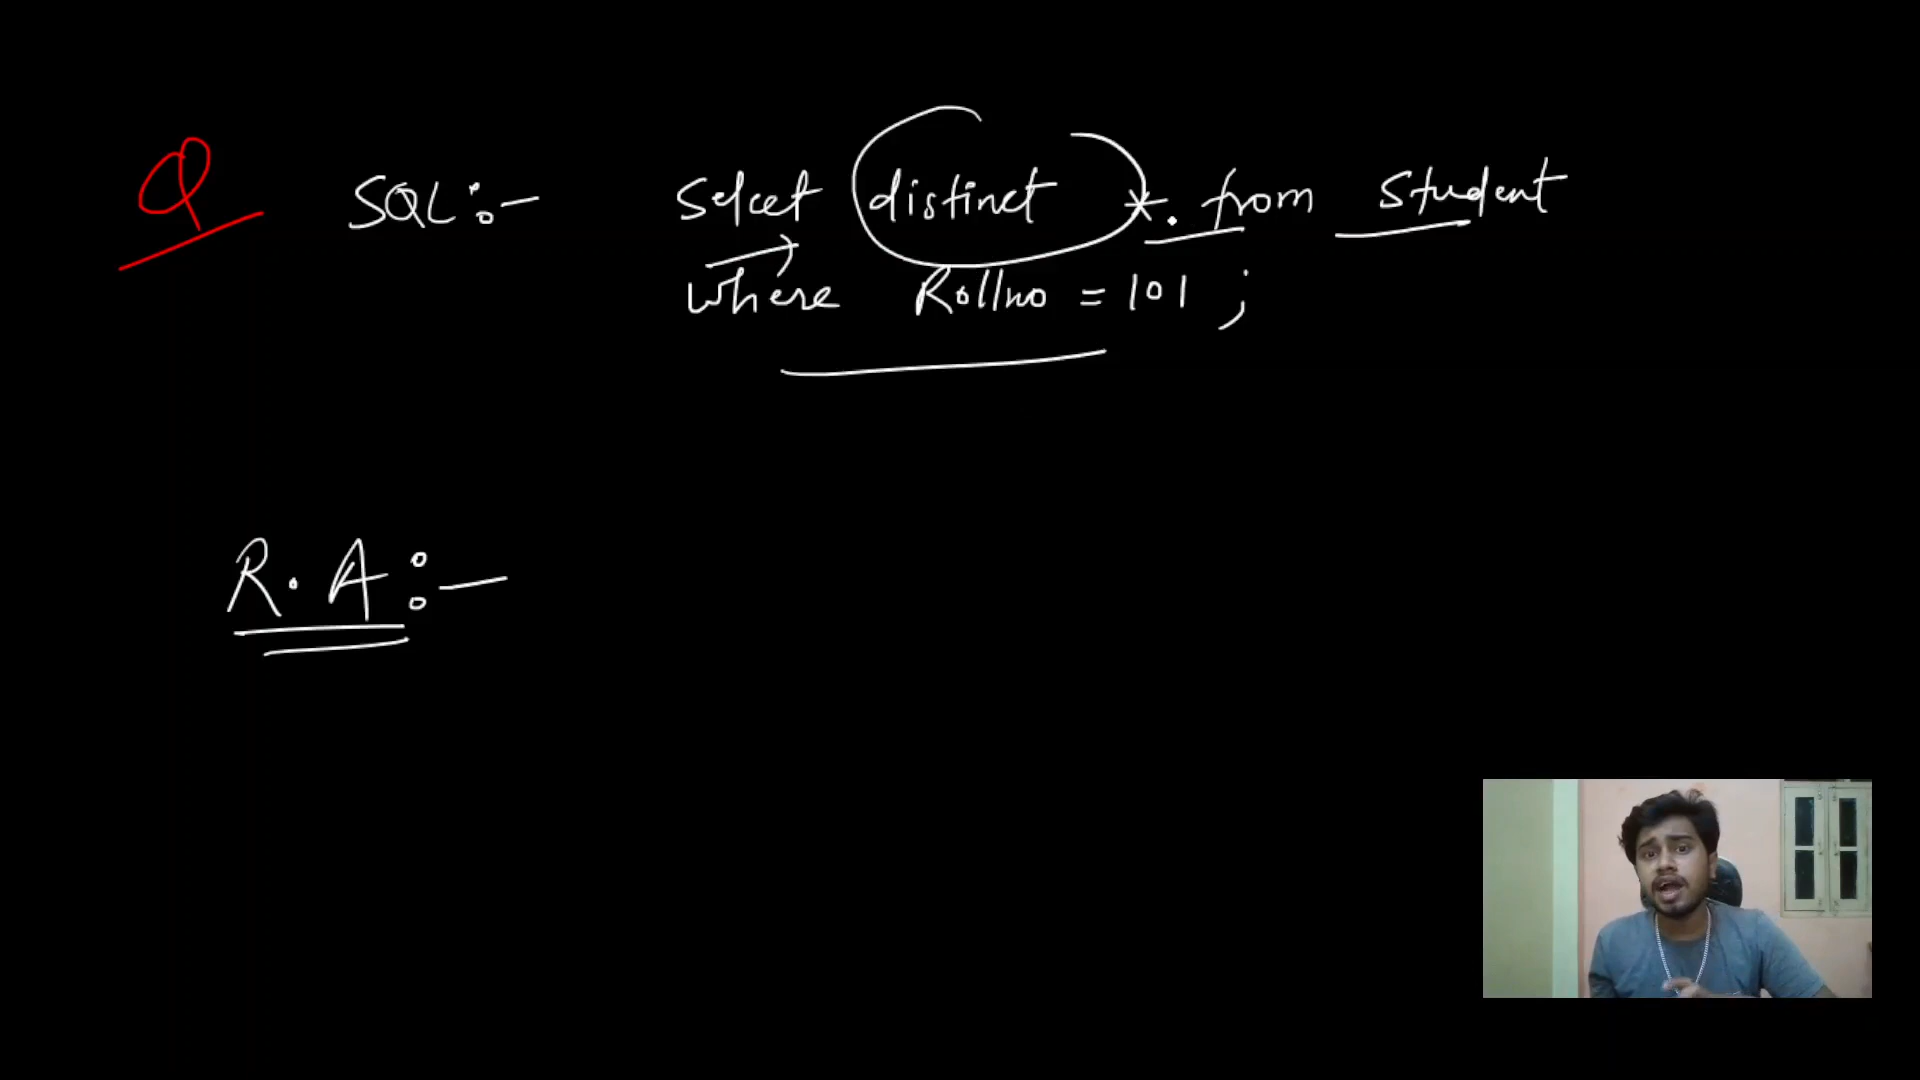 Q SQL:- Select distinct *. from Student
where Rollno = 101 ;
R.A:-